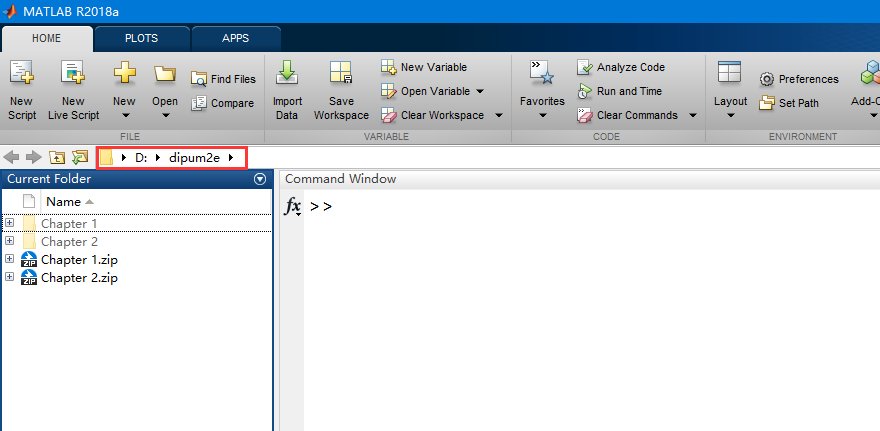 MATLAB R2018a
HOME PLOTS APPS
New Script
New Live Script
New
Open
Find Files
Compare
FILE
Import Data
Save Workspace
New Variable
Open Variable
Clear Workspace
VARIABLE
Favorites
Analyze Code
Run and Time
Clear Commands
CODE
Layout
Preferences
Set Path
ENVIRONMENT
D: dipum2e
Current Folder
Name
Chapter 1
Chapter 2
ZIP Chapter 1.zip
ZIP Chapter 2.zip
Command Window
fx >>